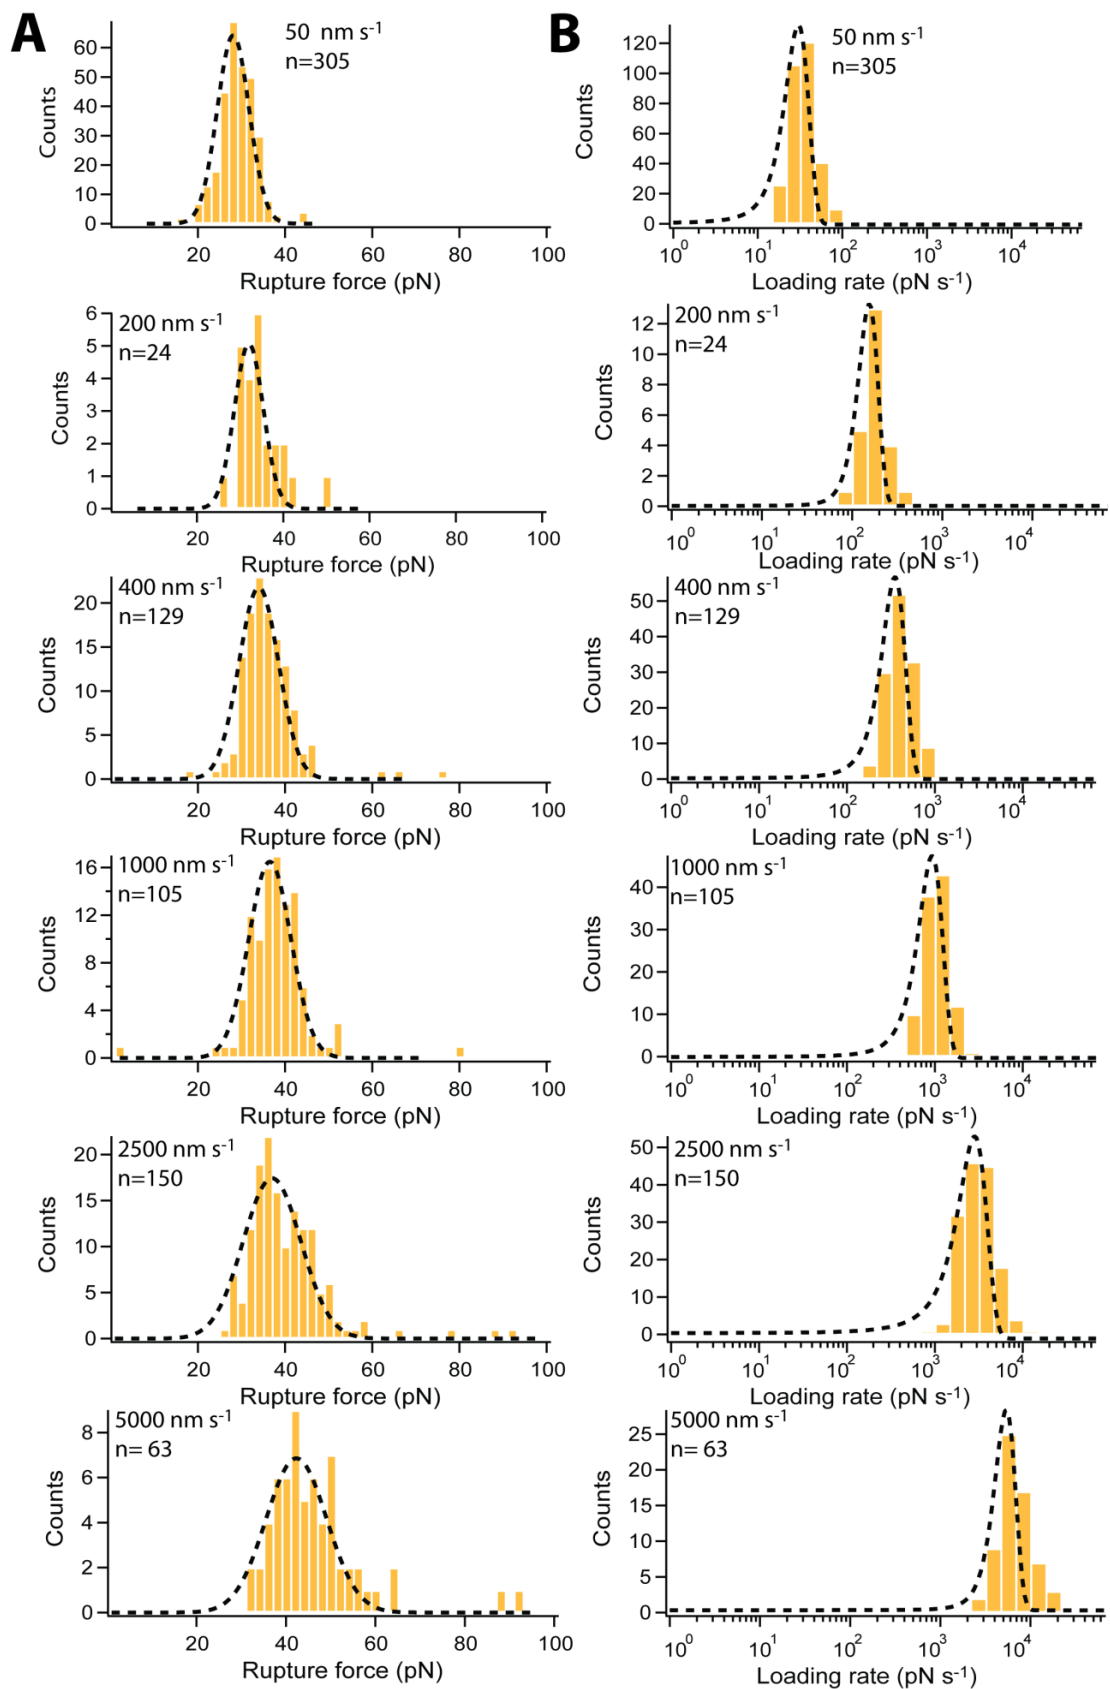 A
50 nm s-1
n=305
Counts
60
50
40
30
20
10
0
20 40 60 80 100
Rupture force (pN)
B
50 nm s-1
n=305
Counts
120
100
80
60
40
20
0
10^0 10^1 10^2 10^3 10^4
Loading rate (pN s-1)
200 nm s-1
n=24
Counts
6
5
4
3
2
1
0
20 40 60 80 100
Rupture force (pN)
200 nm s-1
n=24
Counts
12
10
8
6
4
2
0
10^0 10^1 10^2 10^3 10^4
Loading rate (pN s-1)
400 nm s-1
n=129
Counts
20
15
10
5
0
20 40 60 80 100
Rupture force (pN)
400 nm s-1
n=129
Counts
50
40
30
20
10
0
10^0 10^1 10^2 10^3 10^4
Loading rate (pN s-1)
1000 nm s-1
n=105
Counts
16
12
8
4
0
20 40 60 80 100
Rupture force (pN)
1000 nm s-1
n=105
Counts
40
30
20
10
0
10^0 10^1 10^2 10^3 10^4
Loading rate (pN s-1)
2500 nm s-1
n=150
Counts
20
15
10
5
0
20 40 60 80 100
Rupture force (pN)
2500 nm s-1
n=150
Counts
50
40
30
20
10
0
10^0 10^1 10^2 10^3 10^4
Loading rate (pN s-1)
5000 nm s-1
n= 63
Counts
8
6
4
2
0
20 40 60 80 100
Rupture force (pN)
5000 nm s-1
n= 63
Counts
25
20
15
10
5
0
10^0 10^1 10^2 10^3 10^4
Loading rate (pN s-1)